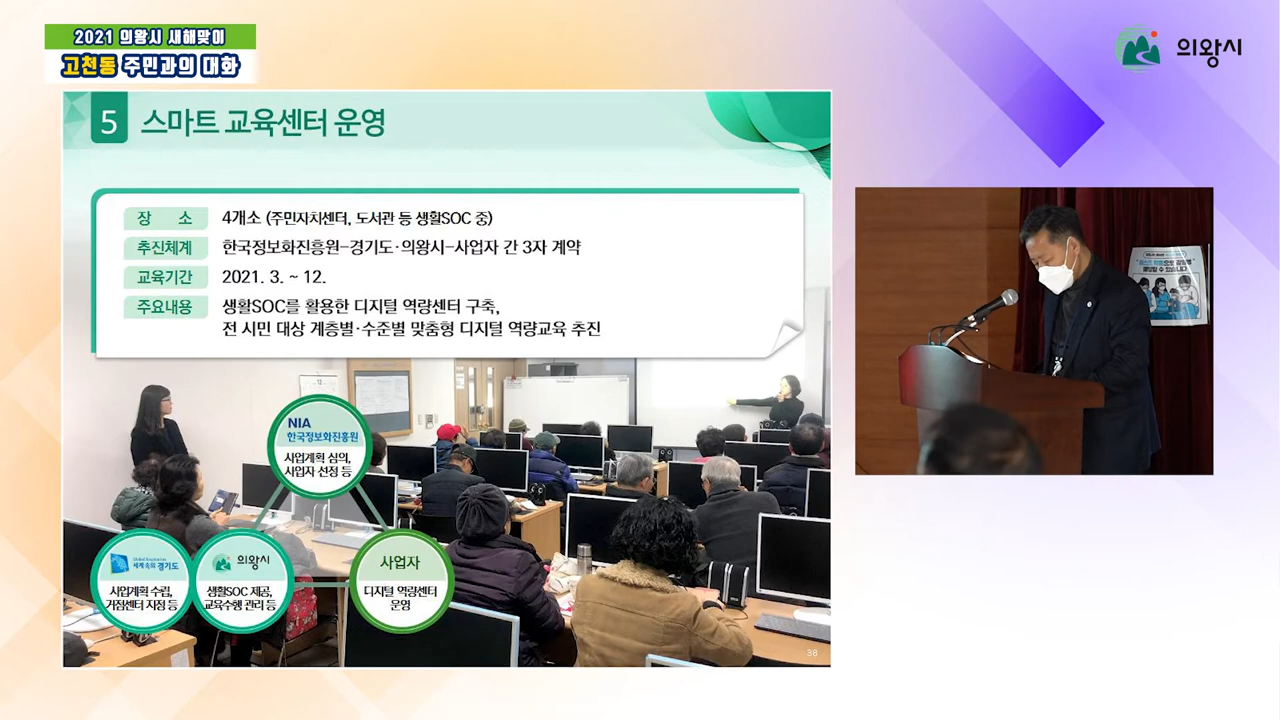 2021 의왕시 새해맞이
고천동 주민과의 대화
의왕시
5 스마트 교육센터 운영
장 소 4개소 (주민자치센터, 도서관 등 생활SOC 중)
추진체계 한국정보화진흥원-경기도·의왕시-사업자 간 3자 계약
교육기간 2021. 3. ~ 12.
주요내용 생활SOC를 활용한 디지털 역량센터 구축,
전 시민 대상 계층별·수준별 맞춤형 디지털 역량교육 추진
NIA
한국정보화진흥원
사업계획 심의,
사업자 선정 등
세계속의 경기도
사업계획 수립,
거점센터 지정 등
의왕시
생활SOC 제공,
교육수행 관리 등
사업자
디지털 역량센터
운영
38